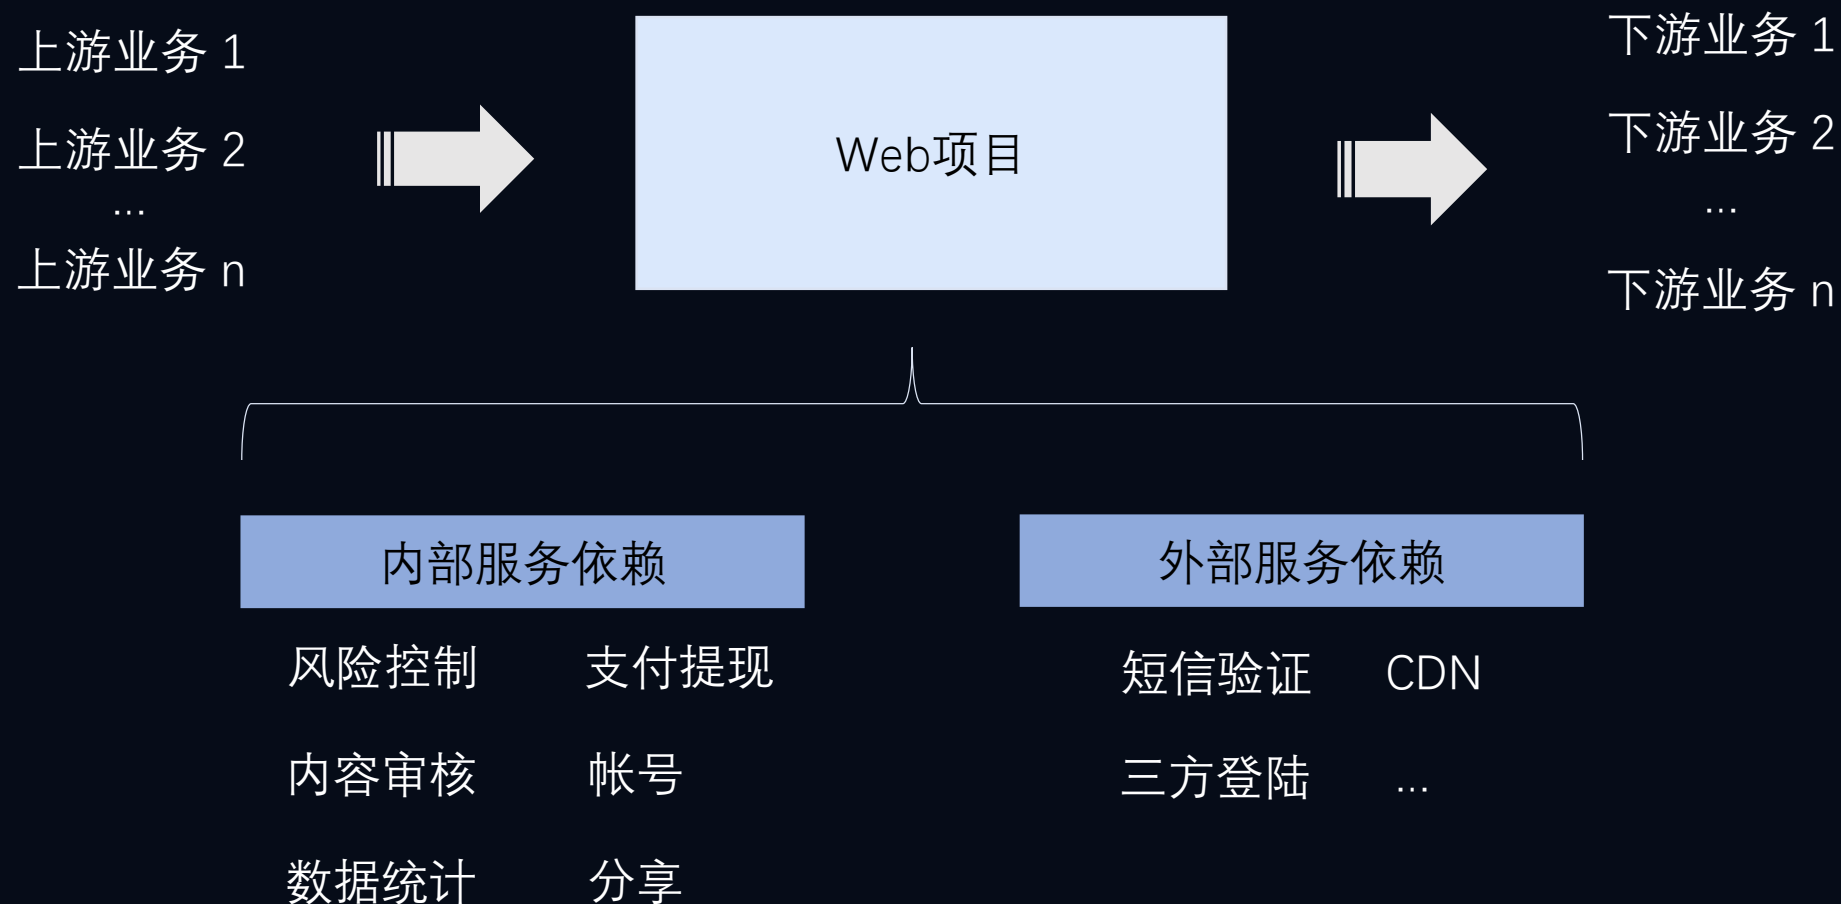 上游业务 1
上游业务 2
...
上游业务 n
Web项目
下游业务 1
下游业务 2
...
下游业务 n
内部服务依赖
风险控制 支付提现
内容审核 帐号
数据统计 分享
外部服务依赖
短信验证 CDN
三方登陆 ...